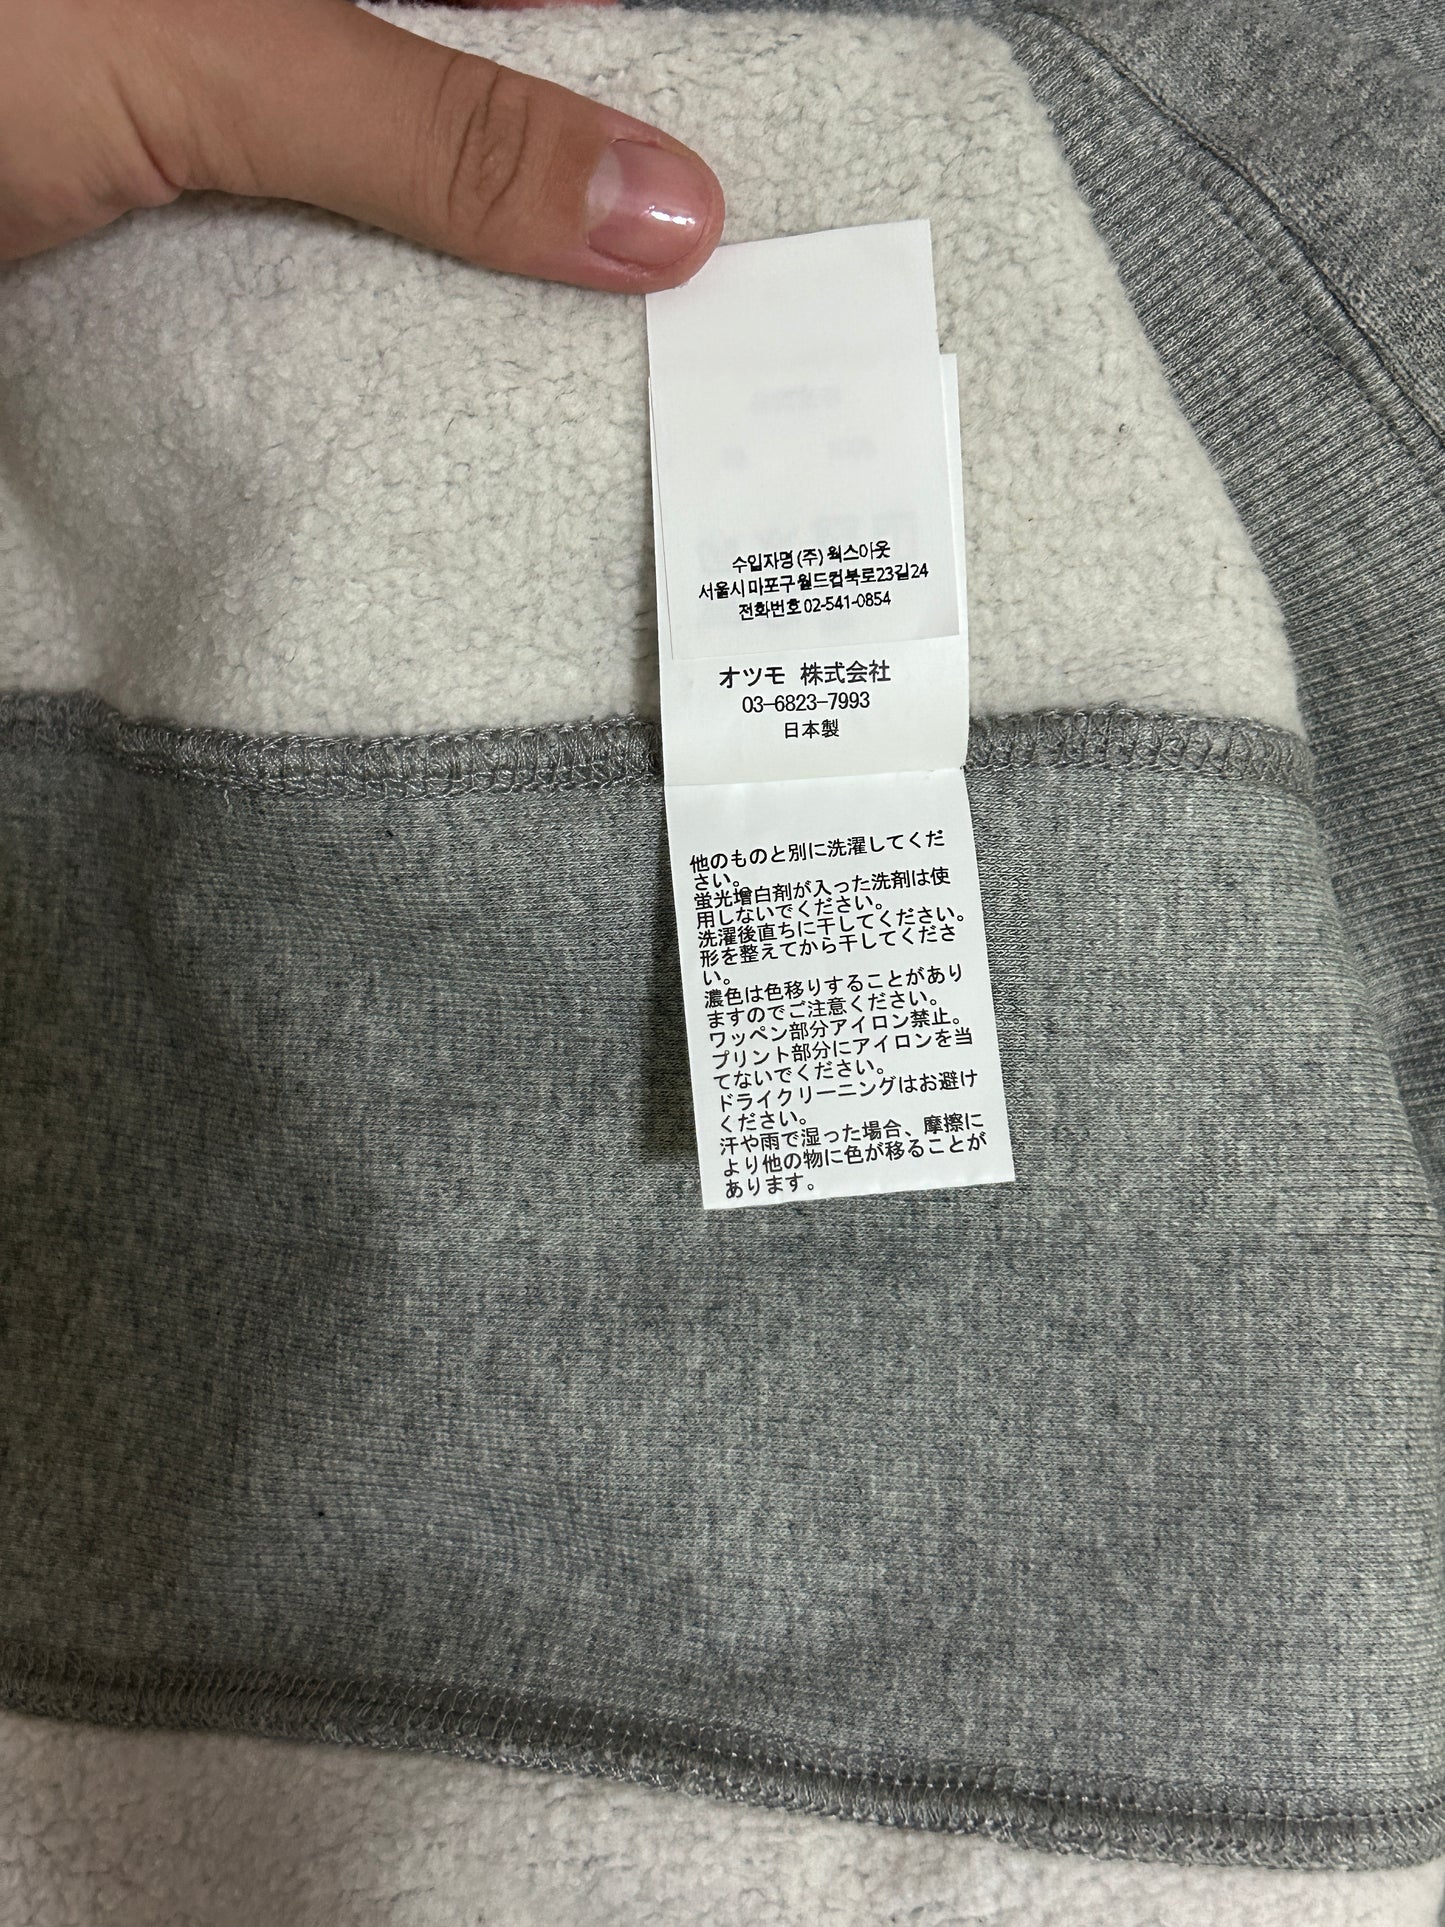 수입자명 (주) 웍스아웃
서울시 마포구 월드컵북로23길24
전화번호 02-541-0854
オツモ 株式会社
03-6823-7993
日本製
他のものと別に洗濯してくだ
さい。
蛍光増白剤が入った洗剤は使
用しないでください。
洗濯後直ちに干してください。
形を整えてから干してくださ
い。
濃色は色移りすることがあり
ますのでご注意ください。
ワッペン部分アイロン禁止。
プリント部分にアイロンを当
てないでください。
ドライクリーニングはお避け
ください。
汗や雨で湿った場合、摩擦に
より他の物に色が移ることが
あります。